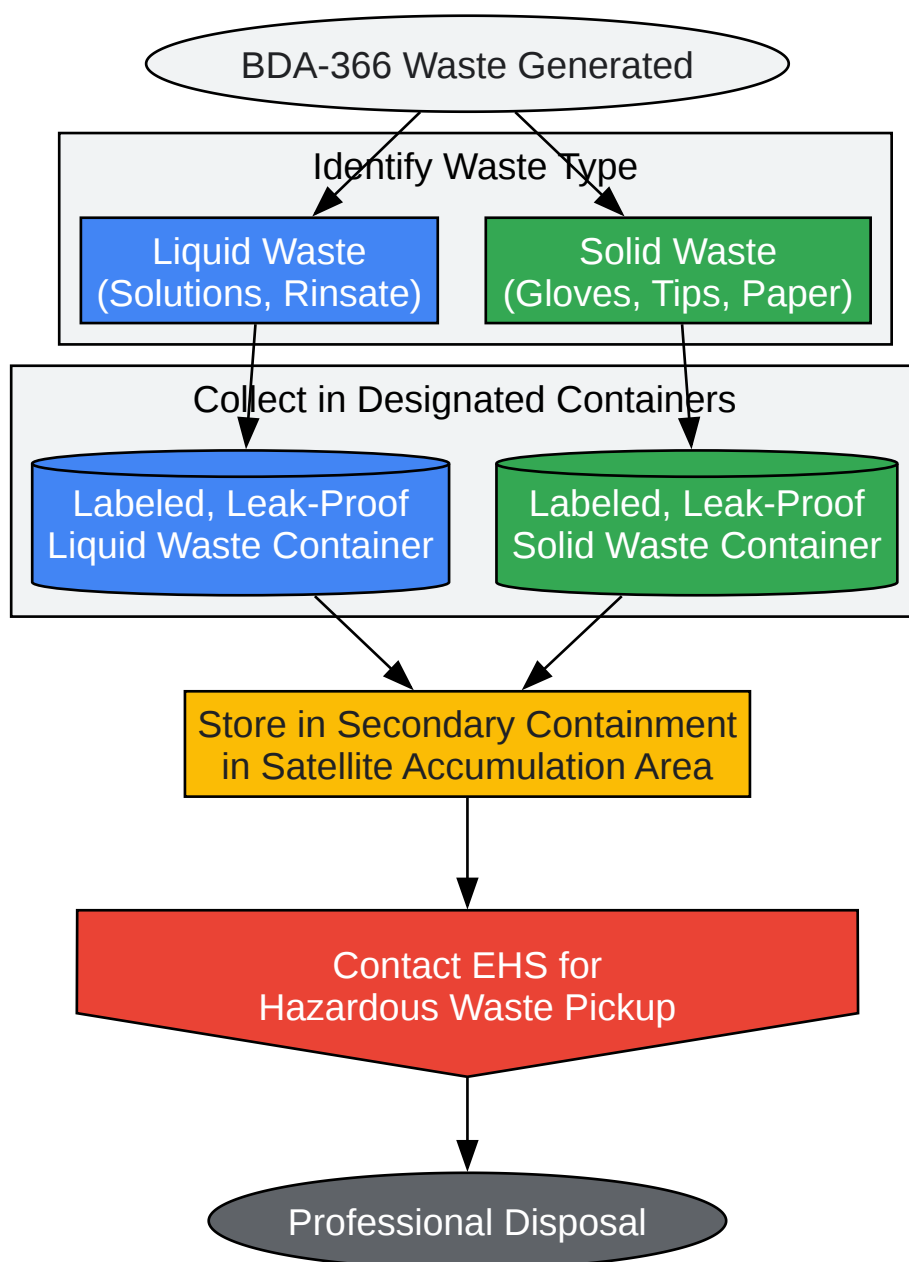 BDA-366 Waste Generated
Identify Waste Type
Liquid Waste
(Solutions, Rinsate)
Solid Waste
(Gloves, Tips, Paper)
Collect in Designated Containers
Labeled, Leak-Proof
Liquid Waste Container
Labeled, Leak-Proof
Solid Waste Container
Store in Secondary Containment
in Satellite Accumulation Area
Contact EHS for
Hazardous Waste Pickup
Professional Disposal